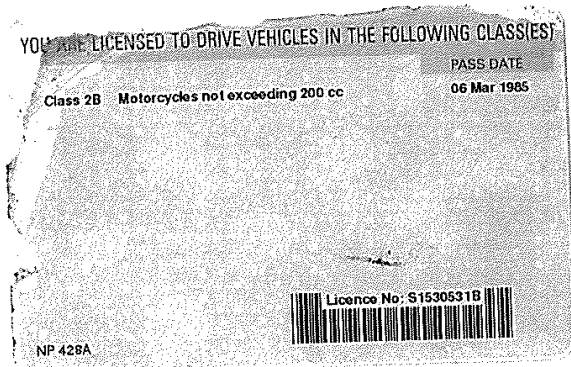 YOU ARE LICENSED TO DRIVE VEHICLES IN THE FOLLOWING CLASS(ES)
PASS DATE
Class 2B Motorcycles not exceeding 200 cc 06 Mar 1985
Licence No: S1530531B
NP 428A